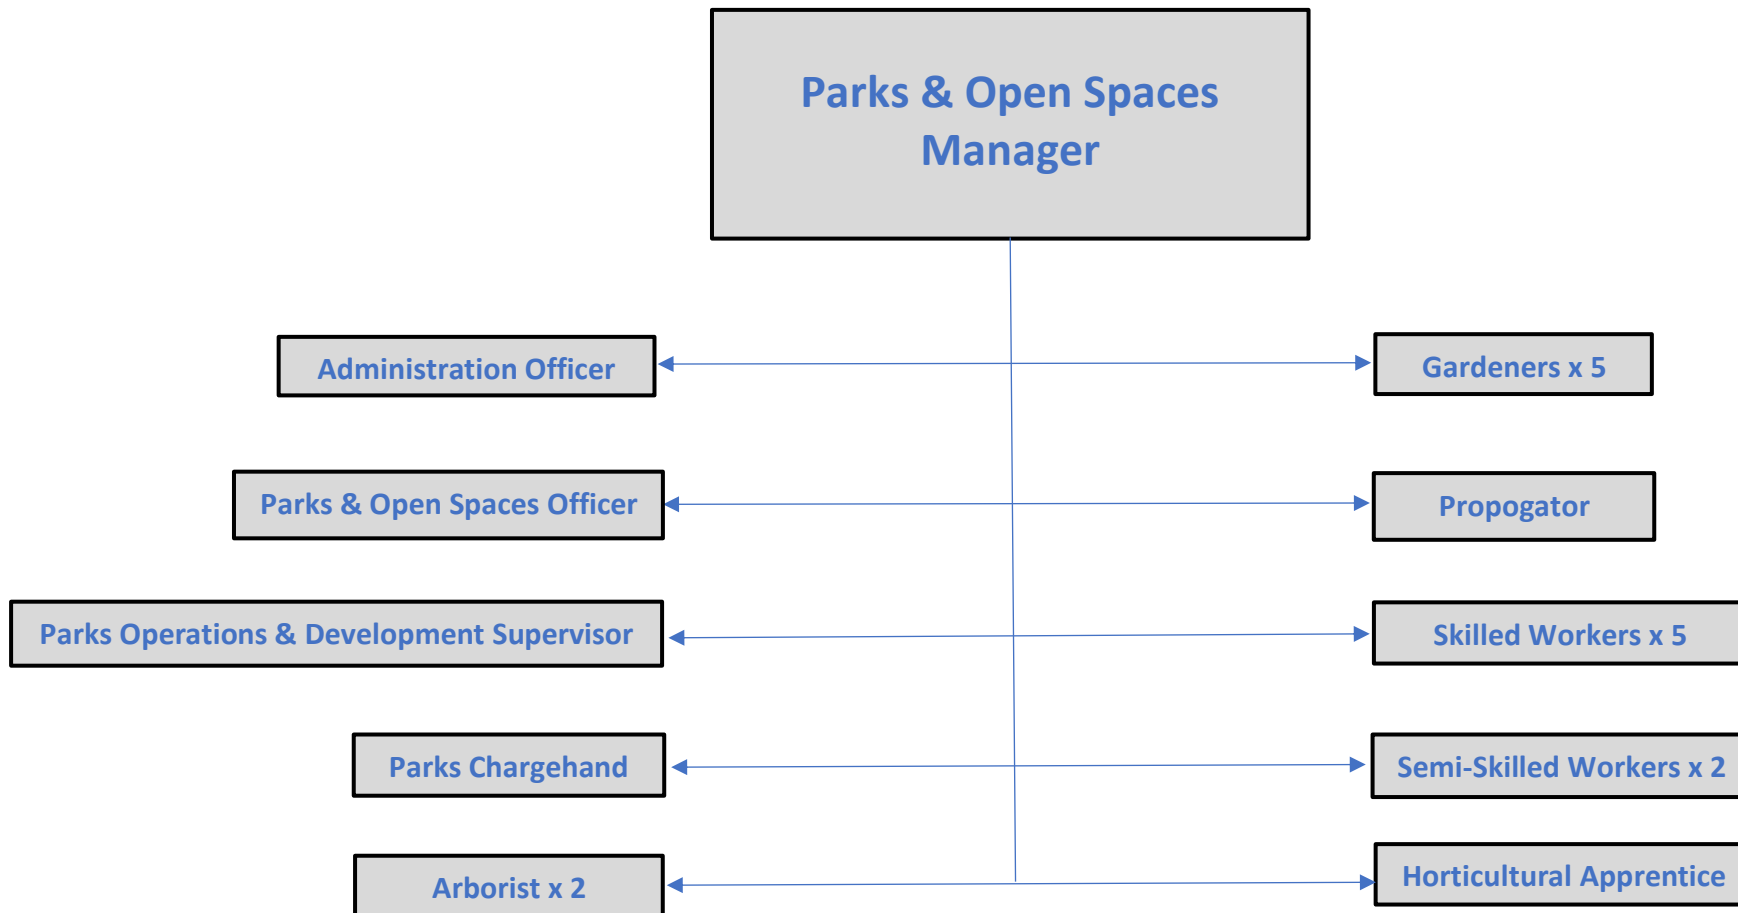 Parks & Open Spaces
Manager
Administration Officer
Gardeners x 5
Parks & Open Spaces Officer
Propogator
Parks Operations & Development Supervisor
Skilled Workers x 5
Parks Chargehand
Semi-Skilled Workers x 2
Arborist x 2
Horticultural Apprentice